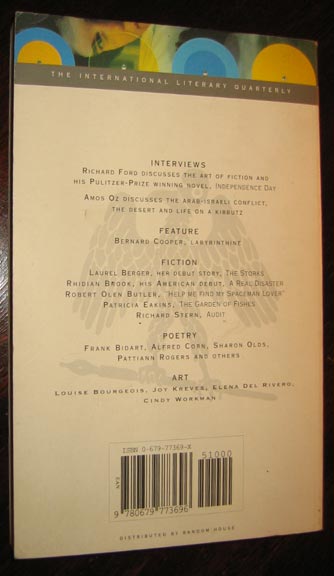 THE INTERNATIONAL LITERARY QUARTERLY
INTERVIEWS
RICHARD FORD DISCUSSES THE ART OF FICTION AND
HIS PULITZER-PRIZE WINNING NOVEL, INDEPENDENCE DAY
AMOS OZ DISCUSSES THE ARAB-ISRAELI CONFLICT,
THE DESERT AND LIFE ON A KIBBUTZ
FEATURE
BERNARD COOPER, LABYRINTHINE
FICTION
LAUREL BERGER, HER DEBUT STORY, THE STORKS
RHIDIAN BROOK, HIS AMERICAN DEBUT, A REAL DISASTER
ROBERT OLEN BUTLER, "HELP ME FIND MY SPACEMAN LOVER"
PATRICIA EAKINS, THE GARDEN OF FISHES
RICHARD STERN, AUDIT
POETRY
FRANK BIDART, ALFRED CORN, SHARON OLDS,
PATTIANN ROGERS AND OTHERS
ART
LOUISE BOURGEOIS, JOY KREVES, ELENA DEL RIVERO,
CINDY WORKMAN
ISBN 0-679-77369-X
51000
EAN
9 780679 773696
DISTRIBUTED BY RANDOM HOUSE